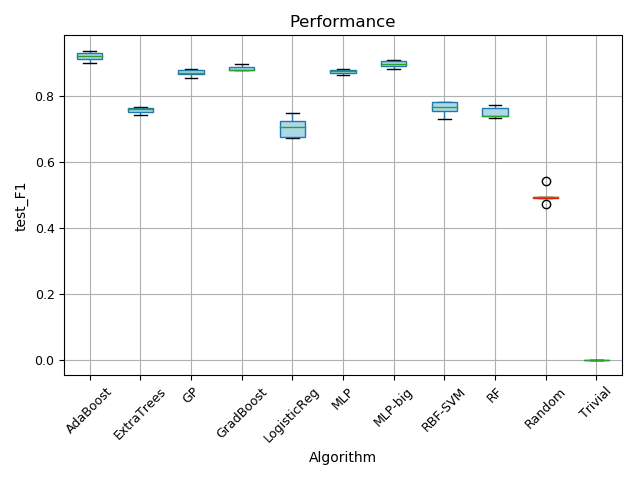 Performance
test_F1
0.8
0.6
0.4
0.2
0.0
AdaBoost
ExtraTrees
GP
GradBoost
LogisticReg
MLP
MLP-big
RBF-SVM
RF
Random
Trivial
Algorithm